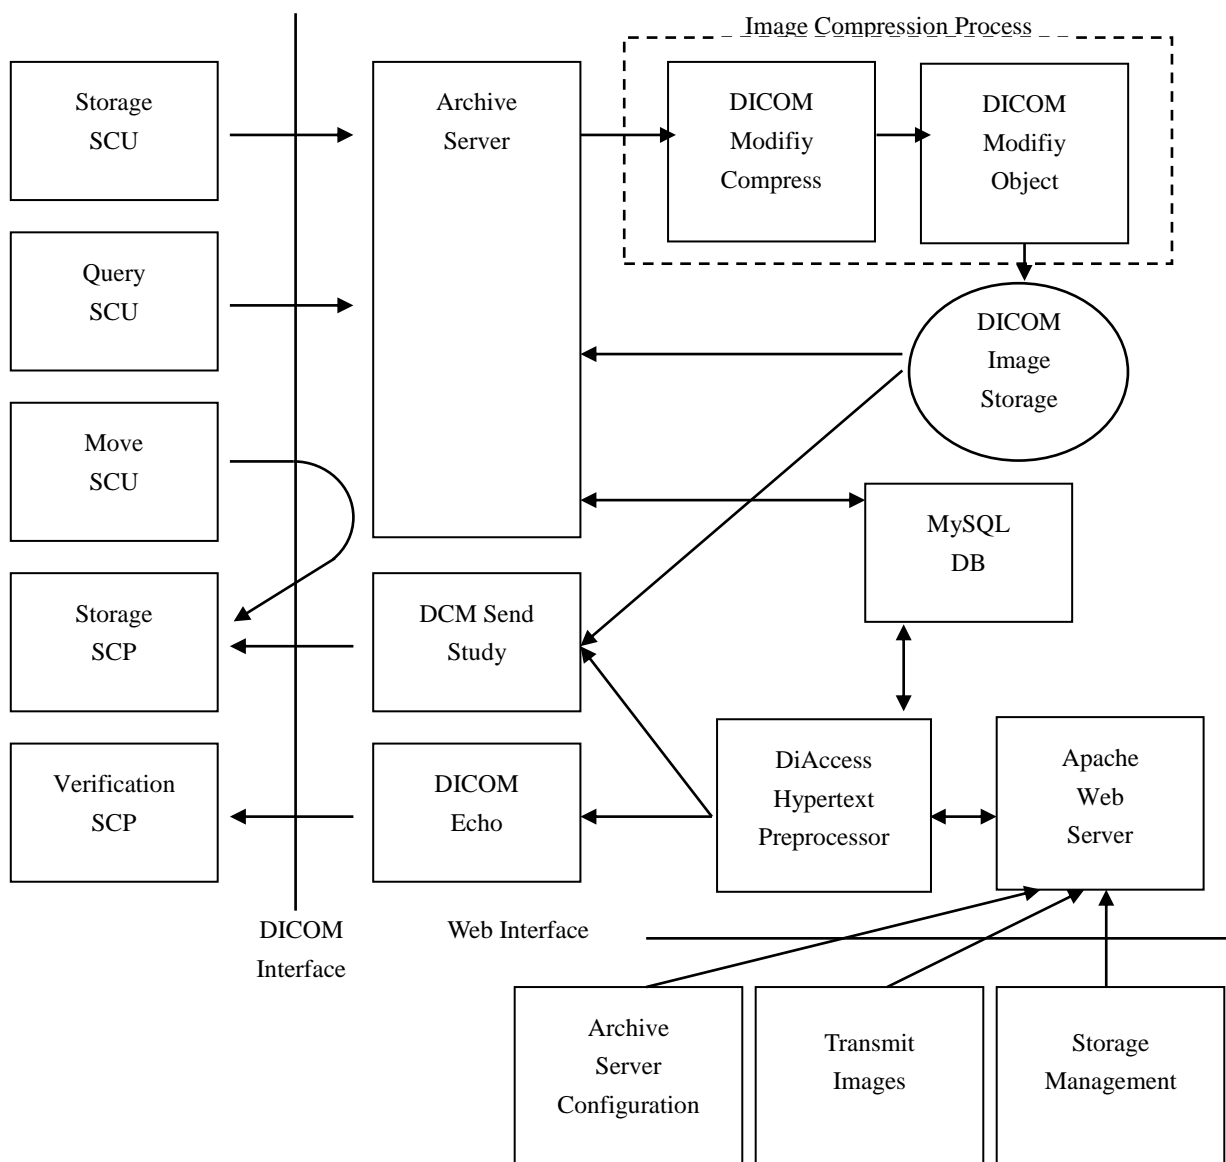 Image Compression Process
Storage
SCU
Archive
Server
DICOM
Modifiy
Compress
DICOM
Modifiy
Object
Query
SCU
DICOM
Image
Storage
Move
SCU
MySQL
DB
Storage
SCP
DCM Send
Study
Verification
SCP
DICOM
Echo
DiAccess
Hypertext
Preprocessor
Apache
Web
Server
DICOM
Interface
Web Interface
Archive
Server
Configuration
Transmit
Images
Storage
Management